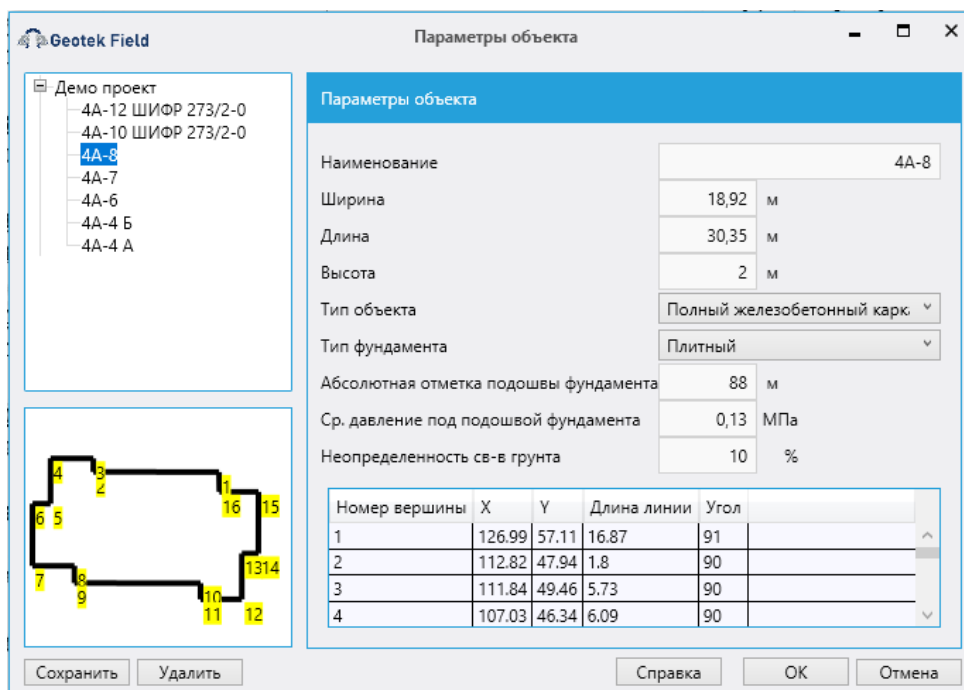 Geotek Field
Параметры объекта
Демо проект
4А-12 ШИФР 273/2-0
4А-10 ШИФР 273/2-0
4А-8
4А-7
4А-6
4А-4 Б
4А-4 А
Параметры объекта
Наименование 4А-8
Ширина 18,92 м
Длина 30,35 м
Высота 2 м
Тип объекта Полный железобетонный карк
Тип фундамента Плитный
Абсолютная отметка подошвы фундамента 88 м
Ср. давление под подошвой фундамента 0,13 МПа
Неопределенность св-в грунта 10 %
Номер вершины X Y Длина линии Угол
1 126.99 57.11 16.87 91
2 112.82 47.94 1.8 90
3 111.84 49.46 5.73 90
4 107.03 46.34 6.09 90
4 3
2 1
16 15
6 5
13 14
7 8
9 10
11 12
Сохранить Удалить Справка ОК Отмена